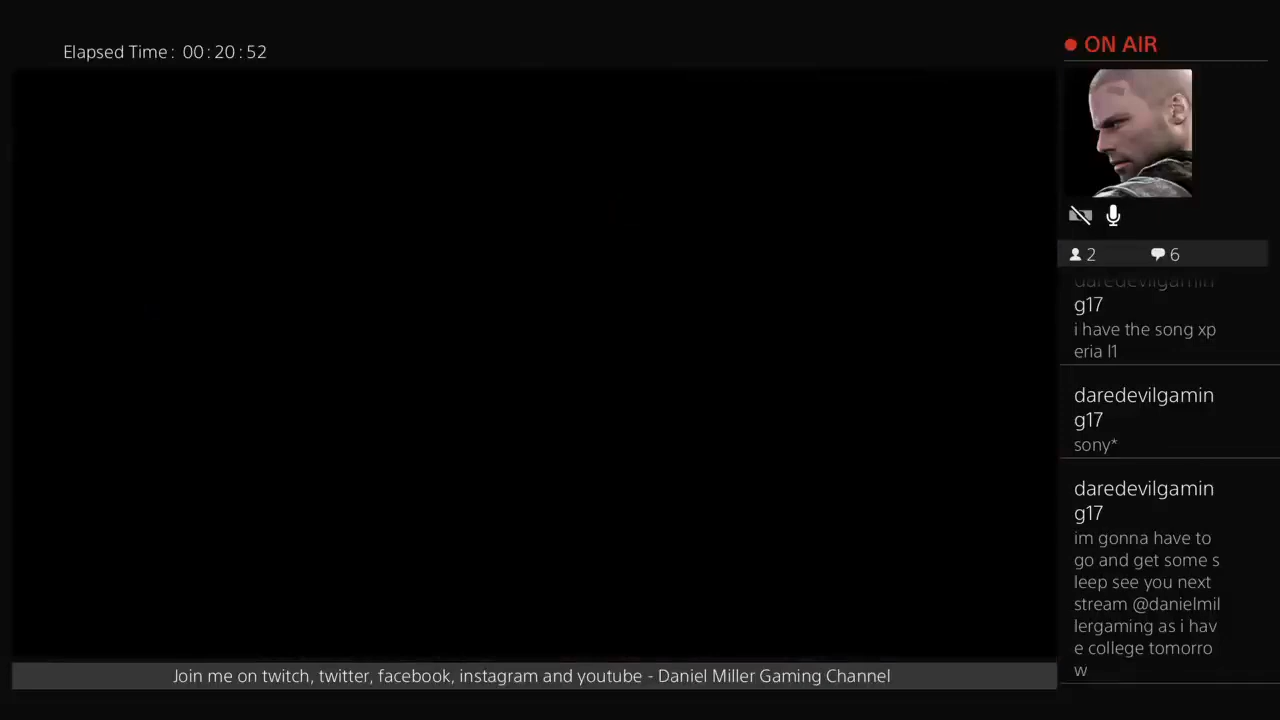 Elapsed Time: 00:20:52
ON AIR
2
6
daredevilgamin
g17
i have the song xp
eria l1
daredevilgamin
g17
sony*
daredevilgamin
g17
im gonna have to
go and get some s
leep see you next
stream @danielmil
lergaming as i hav
e college tomorro
w
Join me on twitch, twitter, facebook, instagram and youtube - Daniel Miller Gaming Channel